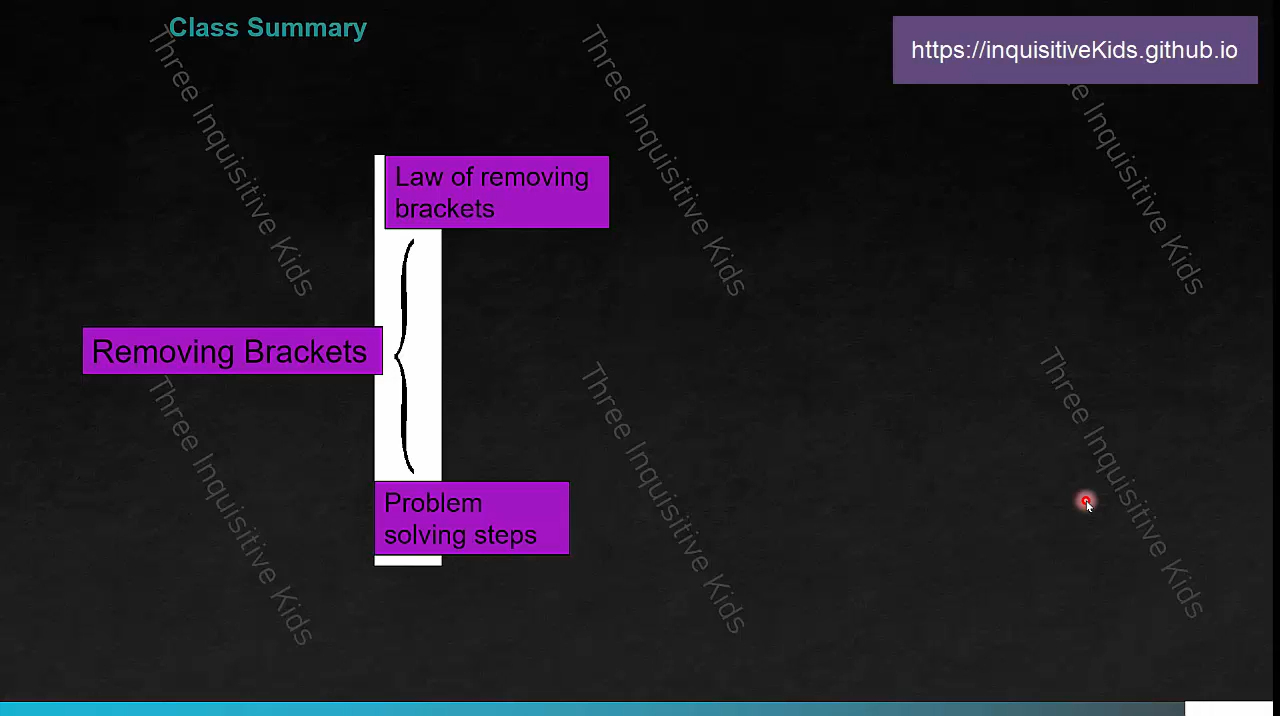 Class Summary
https://inquisitiveKids.github.io
Three Inquisitive Kids
Three Inquisitive Kids
Three Inquisitive Kids
Law of removing
brackets
Removing Brackets
Three Inquisitive Kids
Three Inquisitive Kids
Three Inquisitive Kids
Problem
solving steps